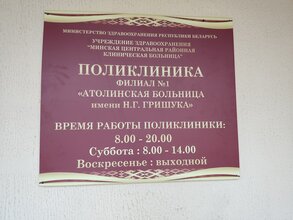 МИНИСТЕРСТВО ЗДРАВООХРАНЕНИЯ РЕСПУБЛИКИ БЕЛАРУСЬ
УЧРЕЖДЕНИЕ ЗДРАВООХРАНЕНИЯ
"МИНСКАЯ ЦЕНТРАЛЬНАЯ РАЙОННАЯ
КЛИНИЧЕСКАЯ БОЛЬНИЦА"
ПОЛИКЛИНИКА
ФИЛИАЛ №1
«АТОЛИНСКАЯ БОЛЬНИЦА
имени Н.Г. ГРИШУКА»
ВРЕМЯ РАБОТЫ ПОЛИКЛИНИКИ:
8.00 - 20.00
Суббота : 8.00 - 14.00
Воскресенье : выходной